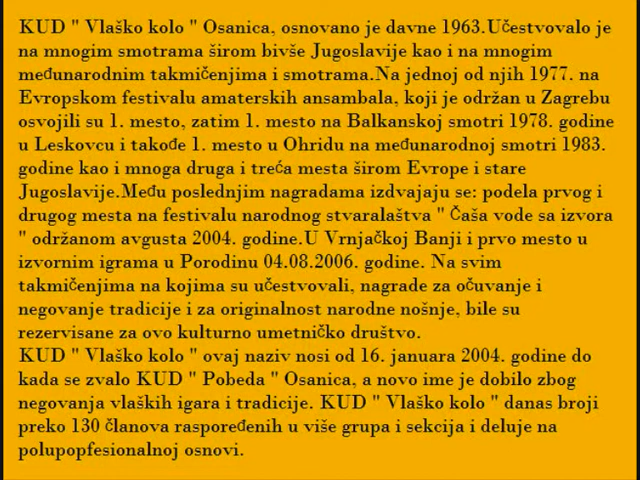 KUD " Vlaško kolo " Osanica, osnovano je davne 1963.Učestvovalo je
na mnogim smotrama širom bivše Jugoslavije kao i na mnogim
međunarodnim takmičenjima i smotrama.Na jednoj od njih 1977. na
Evropskom festivalu amaterskih ansambala, koji je održan u Zagrebu
osvojili su 1. mesto, zatim 1. mesto na Balkanskoj smotri 1978. godine
u Leskovcu i takođe 1. mesto u Ohridu na međunarodnoj smotri 1983.
godine kao i mnoga druga i treća mesta širom Evrope i stare
Jugoslavije.Među poslednjim nagradama izdvajaju se: podela prvog i
drugog mesta na festivalu narodnog stvaralaštva " Čaša vode sa izvora
" održanom avgusta 2004. godine.U Vrnjačkoj Banji i prvo mesto u
izvornim igrama u Porodinu 04.08.2006. godine. Na svim
takmičenjima na kojima su učestvovali, nagrade za očuvanje i
negovanje tradicije i za originalnost narodne nošnje, bile su
rezervisane za ovo kulturno umetničko društvo.
KUD " Vlaško kolo " ovaj naziv nosi od 16. januara 2004. godine do
kada se zvalo KUD " Pobeda " Osanica, a novo ime je dobilo zbog
negovanja vlaških igara i tradicije. KUD " Vlaško kolo " danas broji
preko 130 članova raspoređenih u više grupa i sekcija i deluje na
polupopfesionalnoj osnovi.